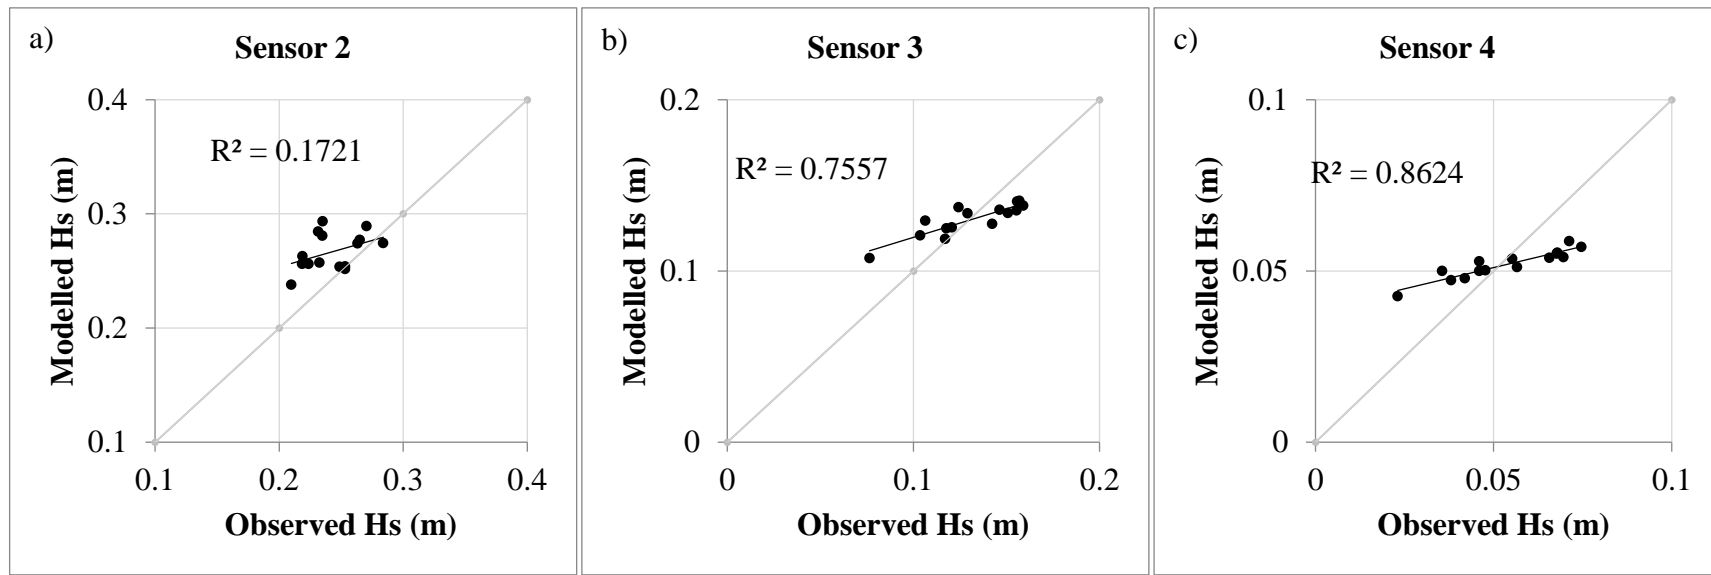 a)
Sensor 2
0.4
R² = 0.1721
0.3
0.2
0.1
0.1
0.2
0.3
0.4
Modelled Hs (m)
Observed Hs (m)
b)
Sensor 3
0.2
R² = 0.7557
0.1
0
0
0.1
0.2
Modelled Hs (m)
Observed Hs (m)
c)
Sensor 4
0.1
R² = 0.8624
0.05
0
0
0.05
0.1
Modelled Hs (m)
Observed Hs (m)